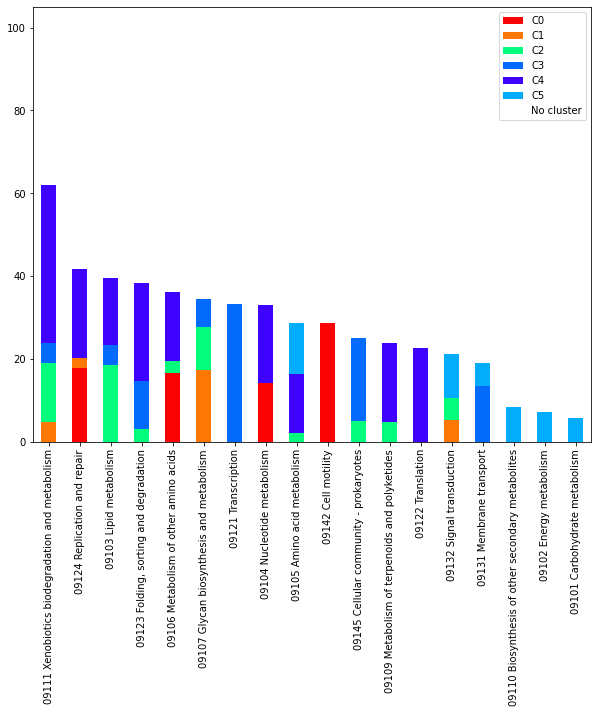 100
80
60
40
20
0
C0
C1
C2
C3
C4
C5
No cluster
09111 Xenobiotics biodegradation and metabolism
09124 Replication and repair
09103 Lipid metabolism
09123 Folding, sorting and degradation
09106 Metabolism of other amino acids
09107 Glycan biosynthesis and metabolism
09121 Transcription
09104 Nucleotide metabolism
09105 Amino acid metabolism
09142 Cell motility
09145 Cellular community - prokaryotes
09109 Metabolism of terpenoids and polyketides
09122 Translation
09132 Signal transduction
09131 Membrane transport
09110 Biosynthesis of other secondary metabolites
09102 Energy metabolism
09101 Carbohydrate metabolism